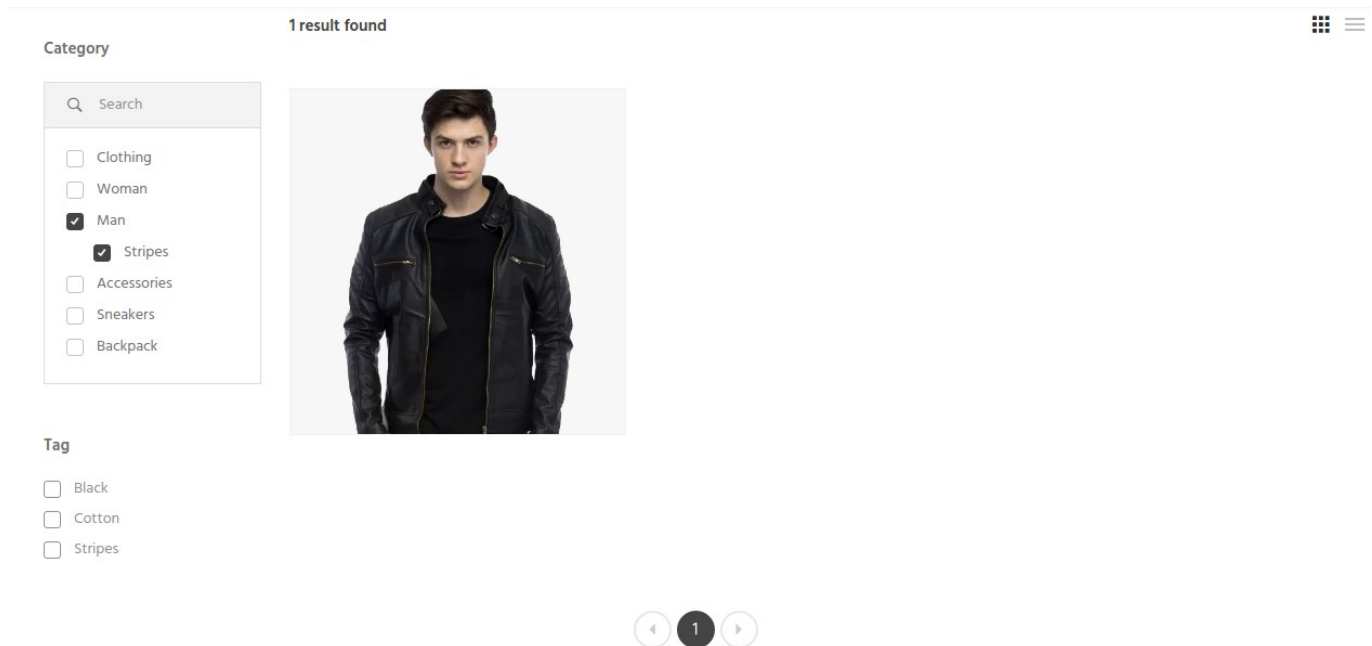 1 result found
Category
Search
Clothing
Woman
Man
Stripes
Accessories
Sneakers
Backpack
Tag
Black
Cotton
Stripes
1